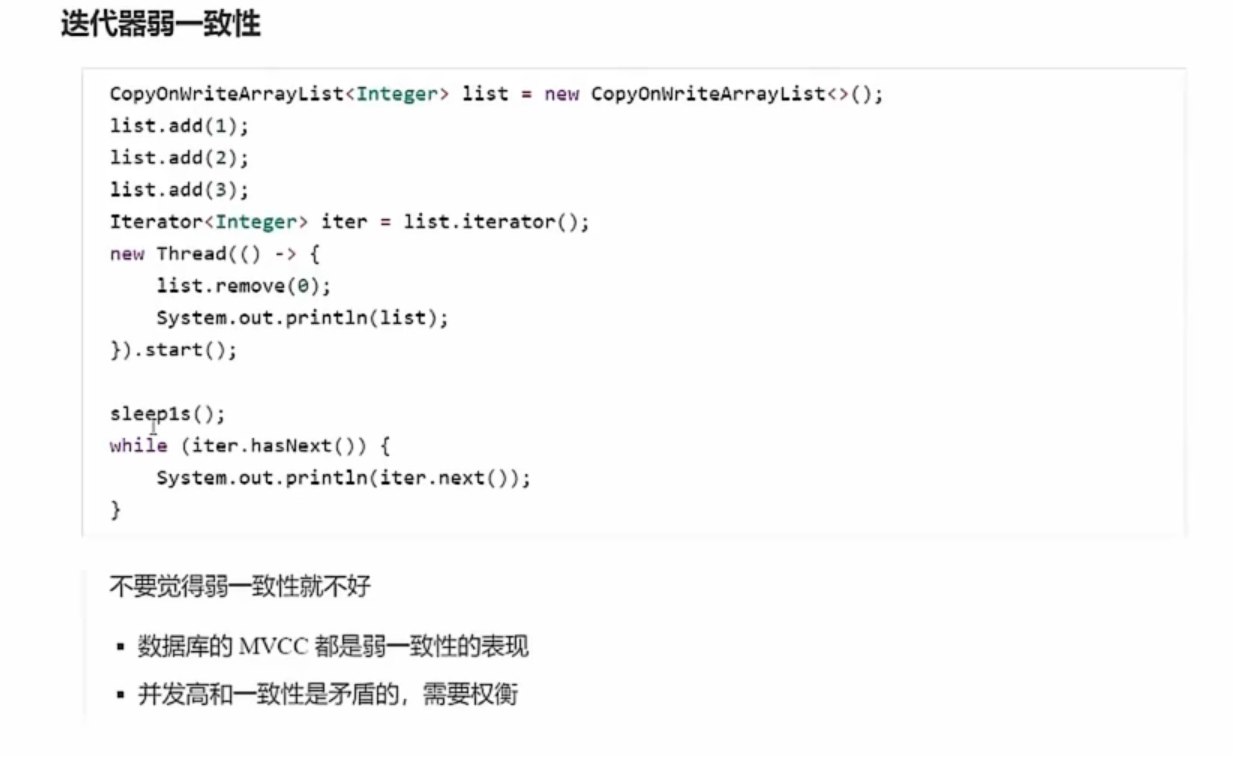 迭代器弱一致性
CopyOnWriteArrayList<Integer> list = new CopyOnWriteArrayList<>();
list.add(1);
list.add(2);
list.add(3);
Iterator<Integer> iter = list.iterator();
new Thread(() -> {
    list.remove(0);
    System.out.println(list);
}).start();
sleep1s();
while (iter.hasNext()) {
    System.out.println(iter.next());
}
不要觉得弱一致性就不好
▪ 数据库的 MVCC 都是弱一致性的表现
▪ 并发高和一致性是矛盾的，需要权衡